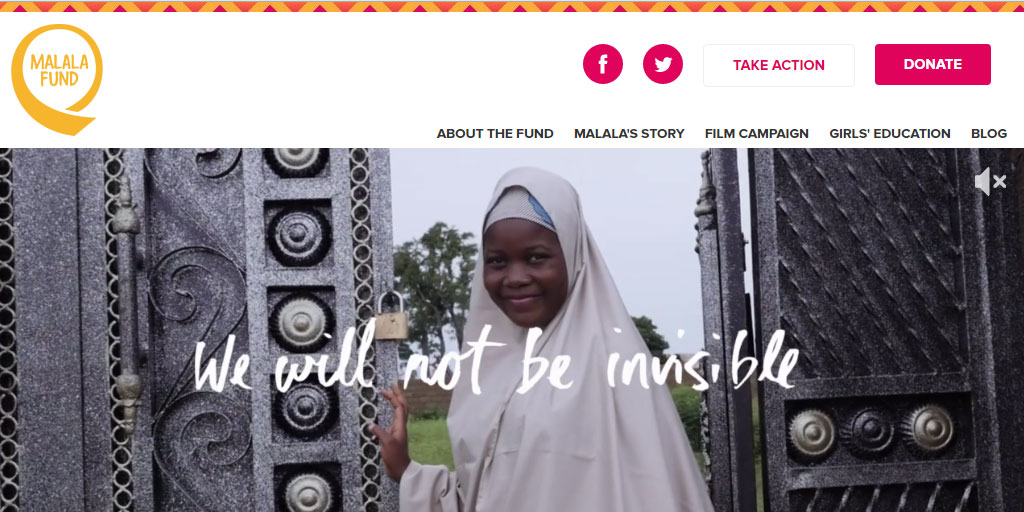 MALALA
FUND
TAKE ACTION
DONATE
ABOUT THE FUND MALALA'S STORY FILM CAMPAIGN GIRLS' EDUCATION BLOG
We will not be invisible